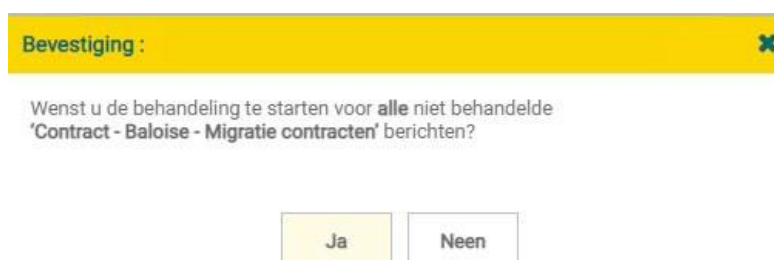 Bevestiging :
Wenst u de behandeling te starten voor alle niet behandelde
'Contract - Baloise - Migratie contracten' berichten?
Ja
Neen